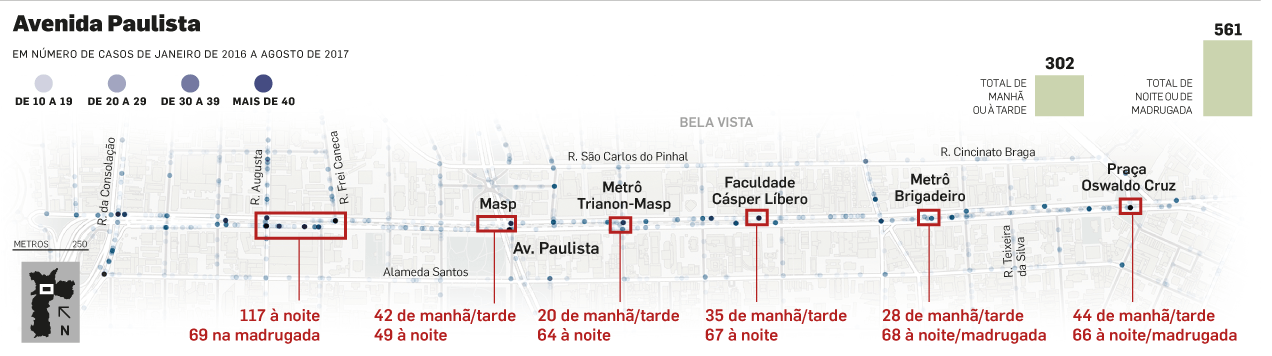 Avenida Paulista
EM NÚMERO DE CASOS DE JANEIRO DE 2016 A AGOSTO DE 2017
DE 10 A 19
DE 20 A 29
DE 30 A 39
MAIS DE 40
302
TOTAL DE
MANHÃ
OU À TARDE
561
TOTAL DE
NOITE OU DE
MADRUGADA
BELA VISTA
R. da Consolação
R. Augusta
R. Frei Caneca
R. São Carlos do Pinhal
R. Cincinato Braga
Masp
Metrô
Trianon-Masp
Faculdade
Cásper Líbero
Metrô
Brigadeiro
Praça
Oswaldo Cruz
Av. Paulista
Alameda Santos
R. Teixeira
da Silva
METROS 250
N
117 à noite
69 na madrugada
42 de manhã/tarde
49 à noite
20 de manhã/tarde
64 à noite
35 de manhã/tarde
67 à noite
28 de manhã/tarde
68 à noite/madrugada
44 de manhã/tarde
66 à noite/madrugada